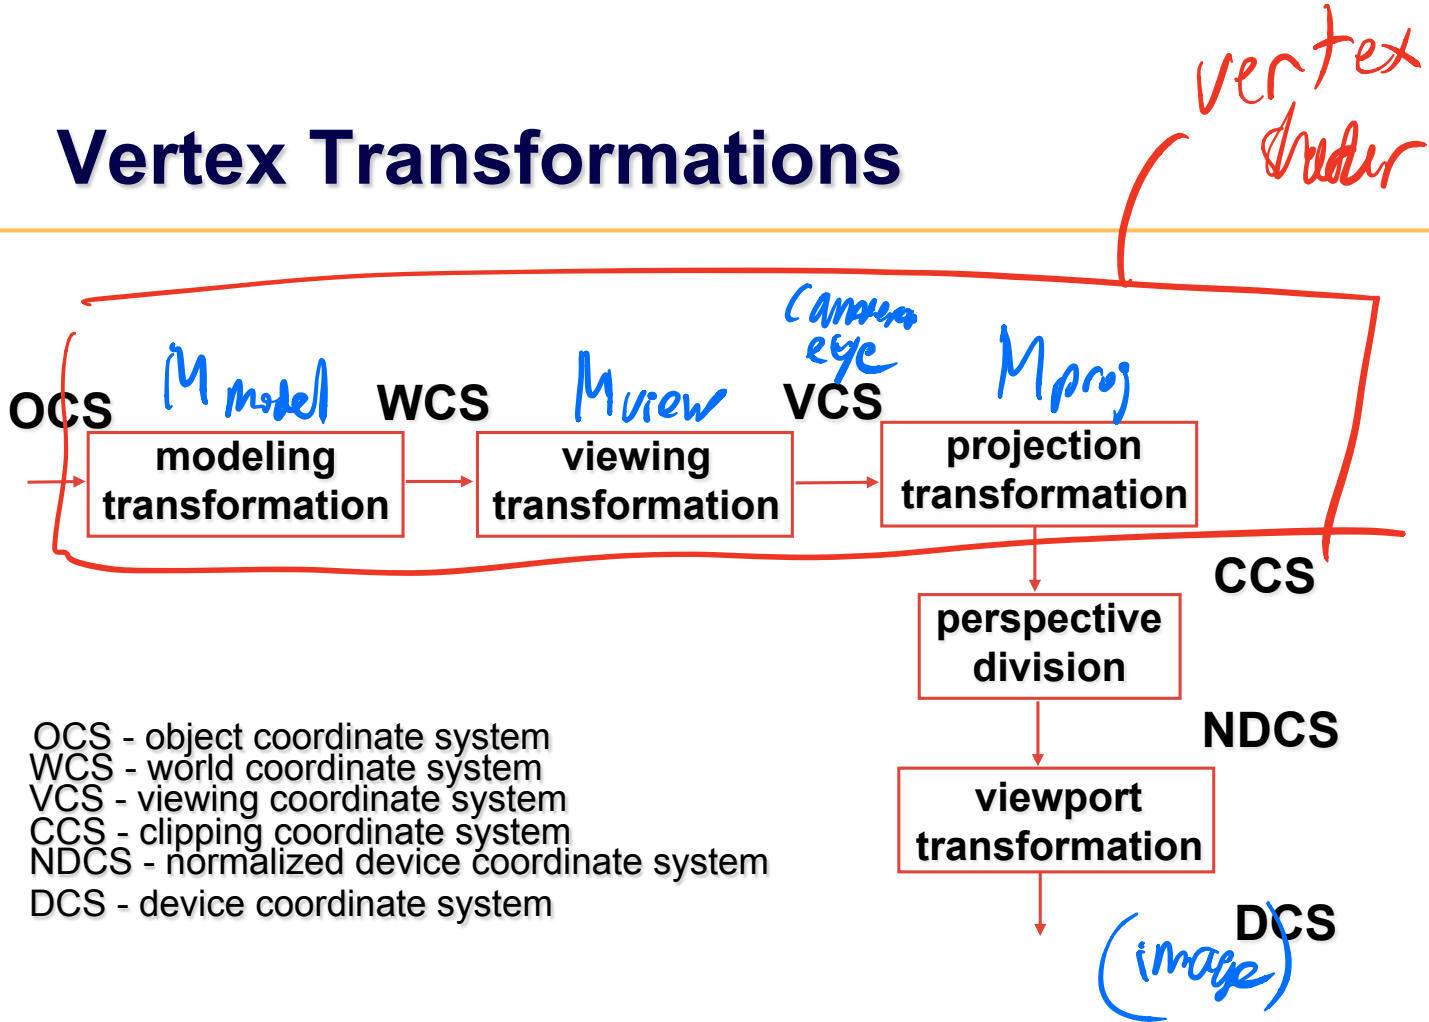 vertex
shader
Vertex Transformations
camera
eye
M model
M view
M proj
OCS
WCS
VCS
modeling
transformation
viewing
transformation
projection
transformation
CCS
perspective
division
NDCS
viewport
transformation
DCS
(image)
OCS - object coordinate system
WCS - world coordinate system
VCS - viewing coordinate system
CCS - clipping coordinate system
NDCS - normalized device coordinate system
DCS - device coordinate system